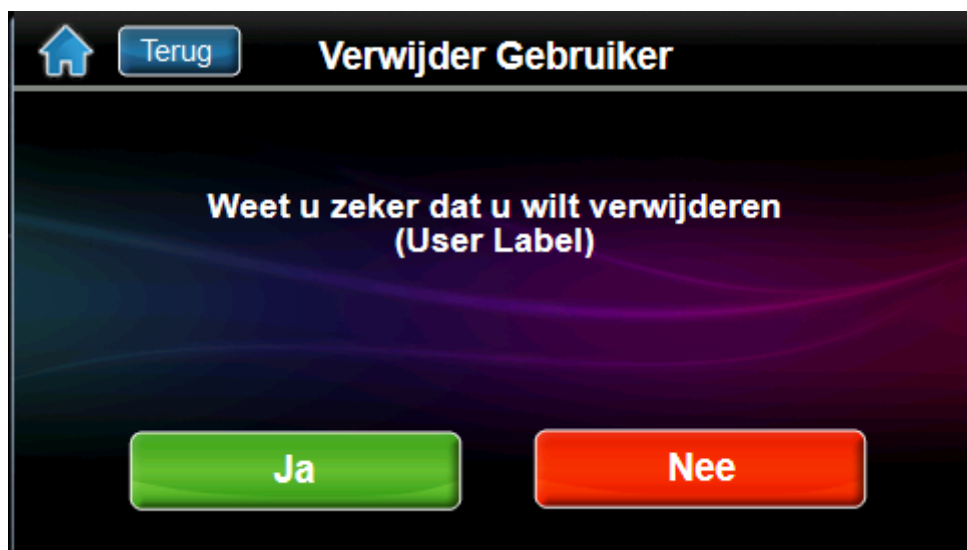 Terug
Verwijder Gebruiker
Weet u zeker dat u wilt verwijderen
(User Label)
Ja
Nee